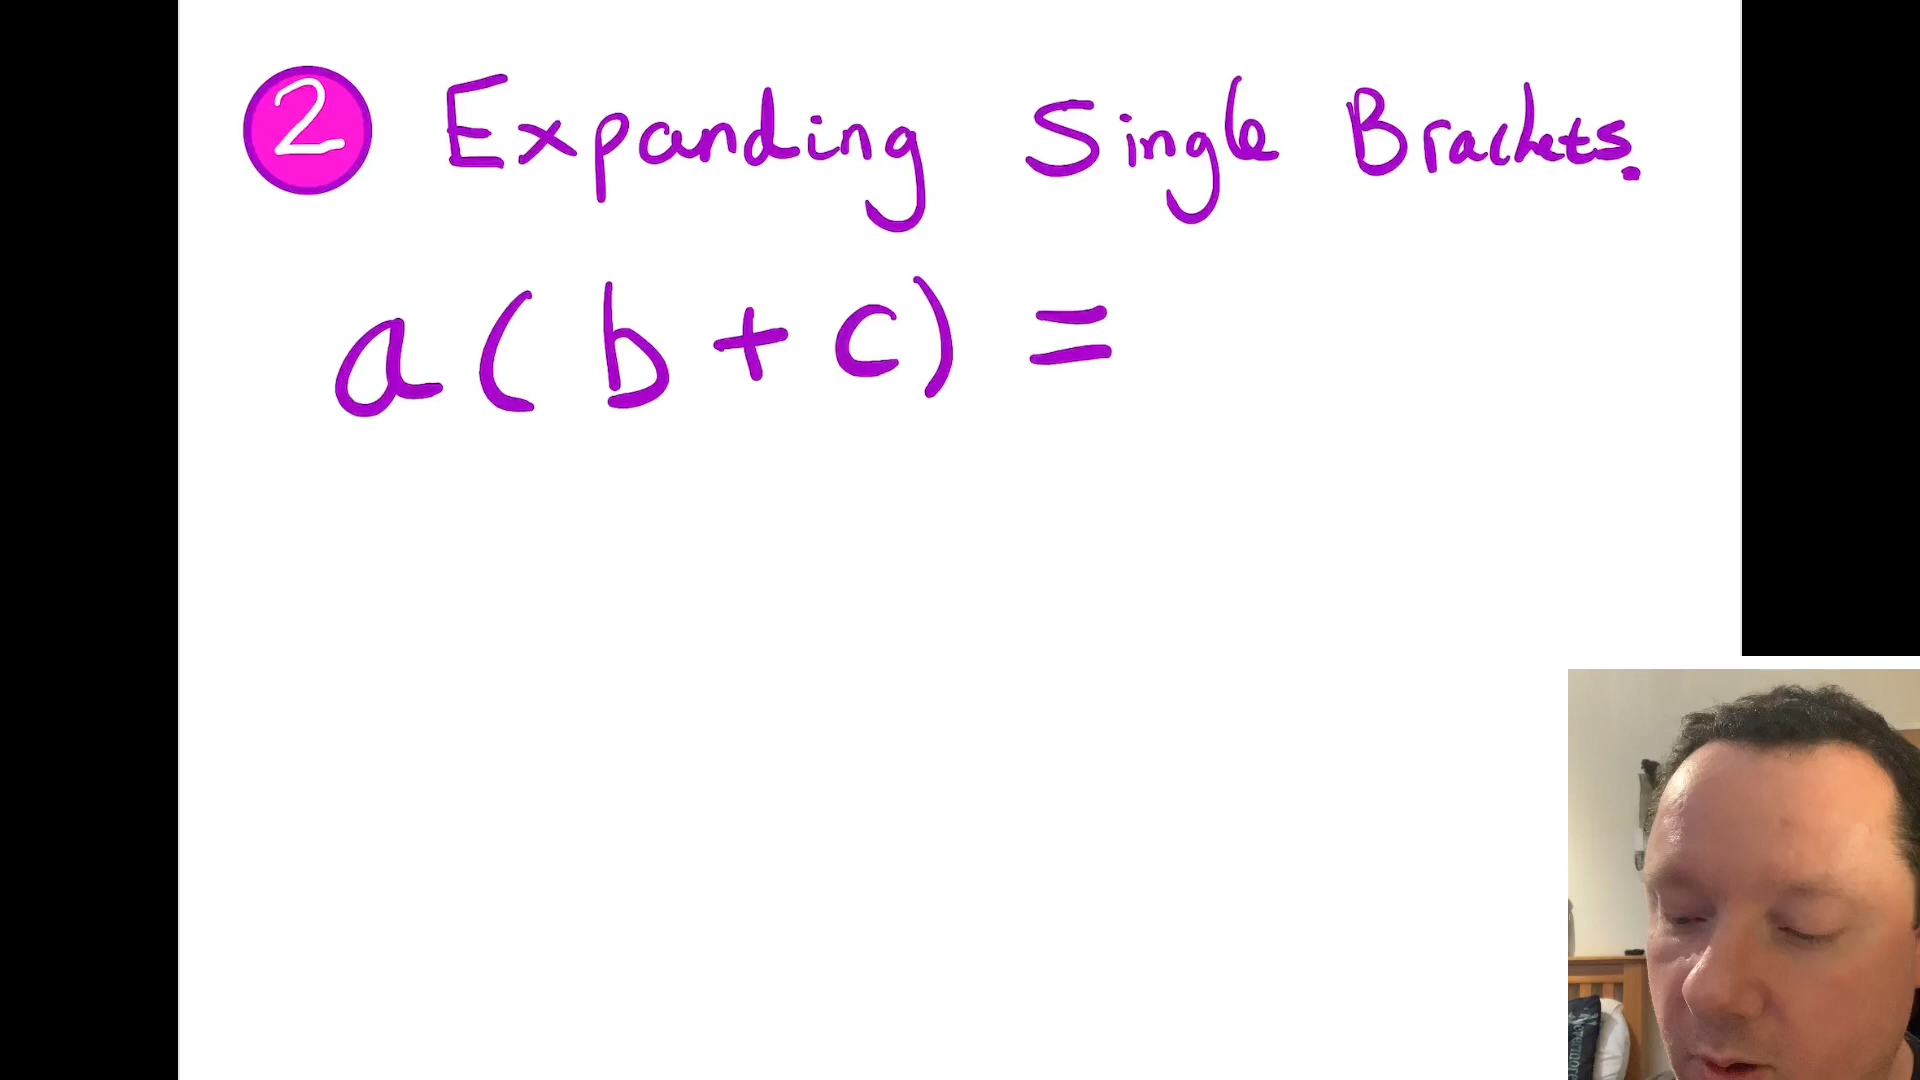 2 Expanding Single Brackets.
a(b+c) =